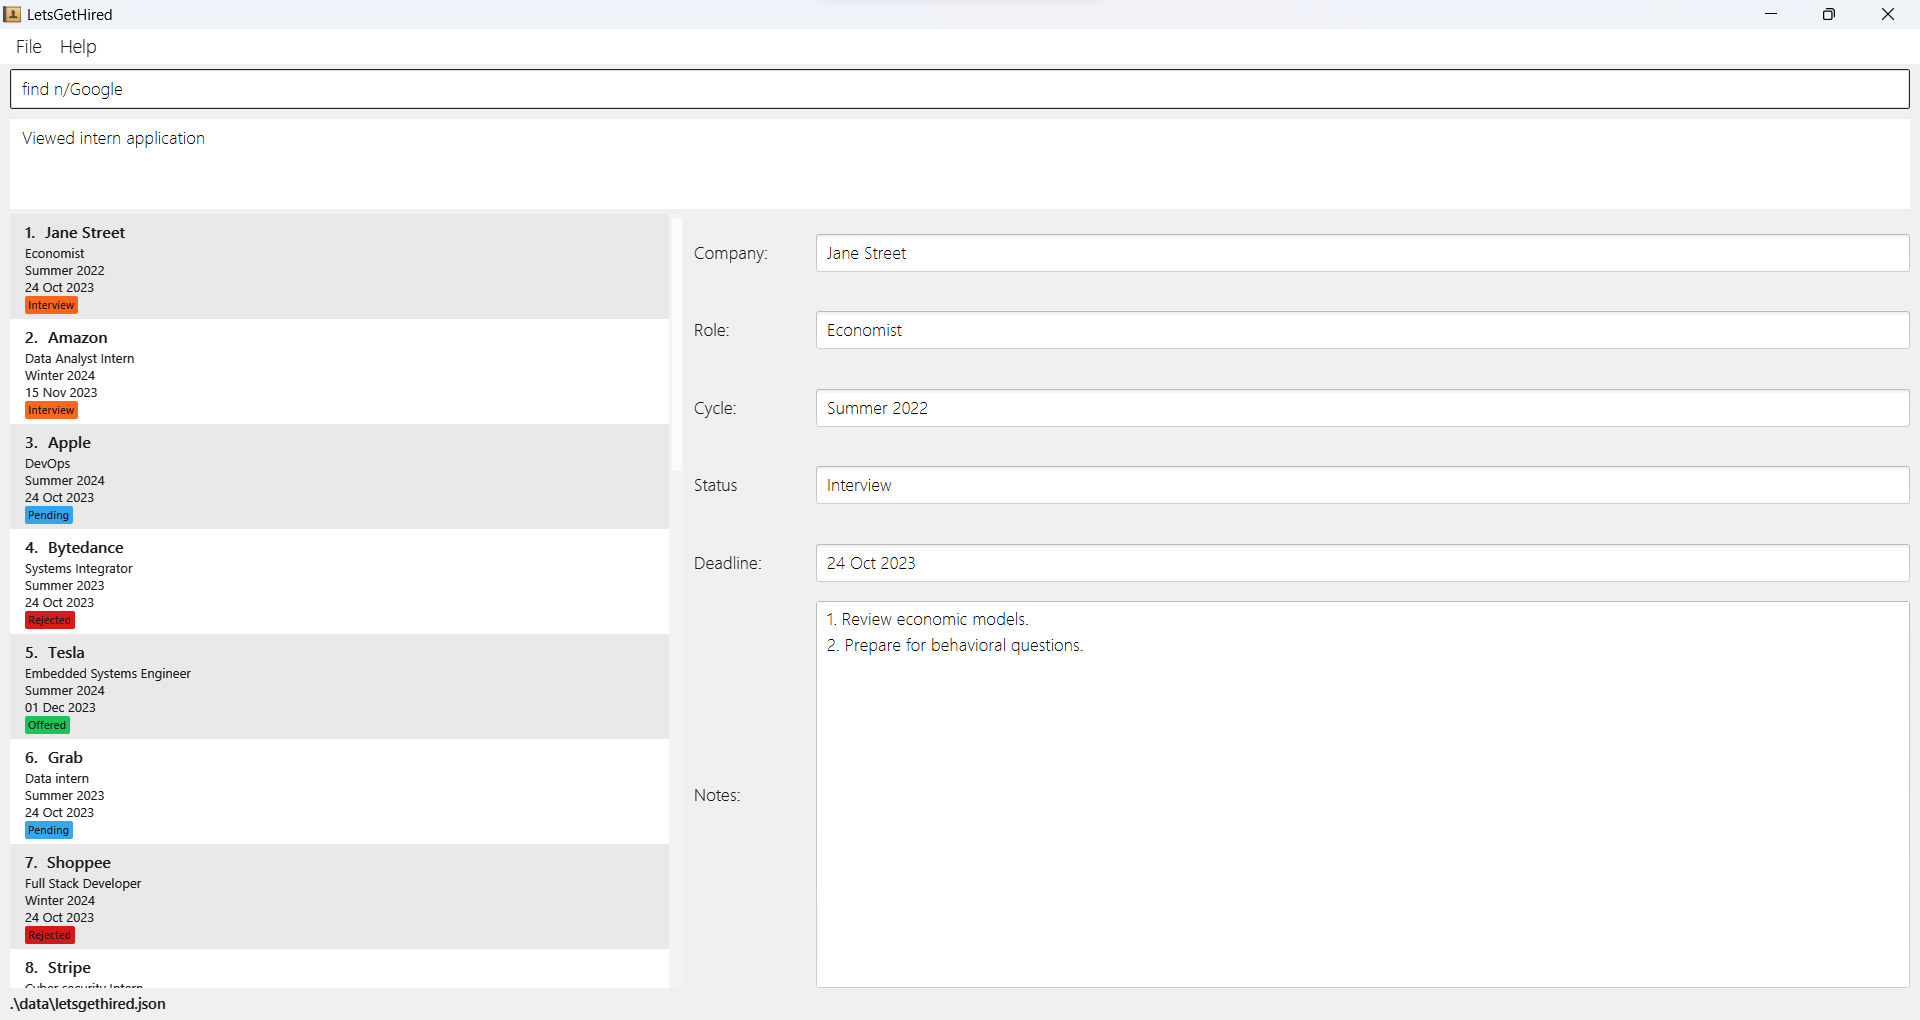 LetsGetHired
File Help
find n/Google
Viewed intern application
1. Jane Street
Economist
Summer 2022
24 Oct 2023
Interview
2. Amazon
Data Analyst Intern
Winter 2024
15 Nov 2023
Interview
3. Apple
DevOps
Summer 2024
24 Oct 2023
Pending
4. Bytedance
Systems Integrator
Summer 2023
24 Oct 2023
Rejected
5. Tesla
Embedded Systems Engineer
Summer 2024
01 Dec 2023
Offered
6. Grab
Data intern
Summer 2023
24 Oct 2023
Pending
7. Shoppee
Full Stack Developer
Winter 2024
24 Oct 2023
Rejected
8. Stripe
Cyber security Intern
Company: Jane Street
Role: Economist
Cycle: Summer 2022
Status Interview
Deadline: 24 Oct 2023
Notes:
1. Review economic models.
2. Prepare for behavioral questions.
.\data\letsgethired.json